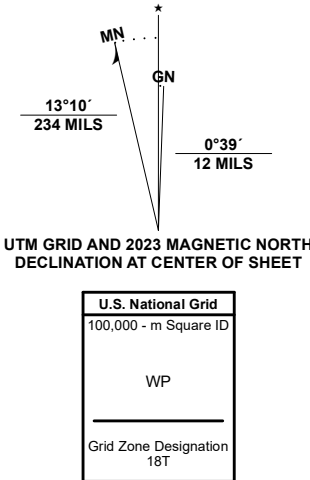 ★
MN
GN
13°10´
234 MILS
0°39´
12 MILS
UTM GRID AND 2023 MAGNETIC NORTH
DECLINATION AT CENTER OF SHEET
U.S. National Grid
100,000 - m Square ID
WP
Grid Zone Designation
18T